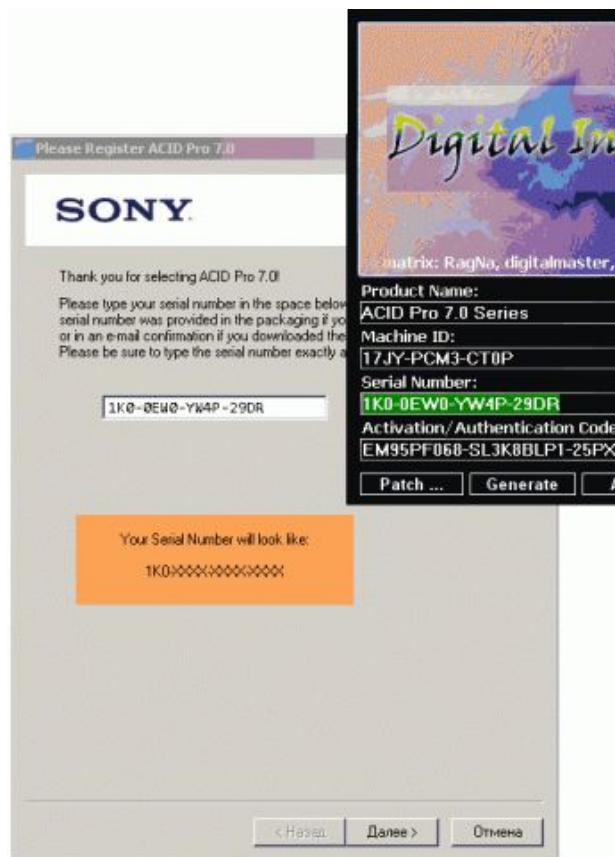 Please Register ACID Pro 7.0
SONY
Thank you for selecting ACID Pro 7.0!
Please type your serial number in the space below
serial number was provided in the packaging if yo
or in an e-mail confirmation if you downloaded the
Please be sure to type the serial number exactly a
1K0-0EW0-YW4P-29DR
Your Serial Number will look like:
1K0-XXXX-XXXX-XXXX
< Назад
Далее >
Отмена
Digital In
matrix: RagNa, digitalmaster,
Product Name:
ACID Pro 7.0 Series
Machine ID:
17JY-PCM3-CT0P
Serial Number:
1K0-0EW0-YW4P-29DR
Activation/Authentication Code
EM95PF068-SL3K8BLP1-25PX
Patch ...
Generate